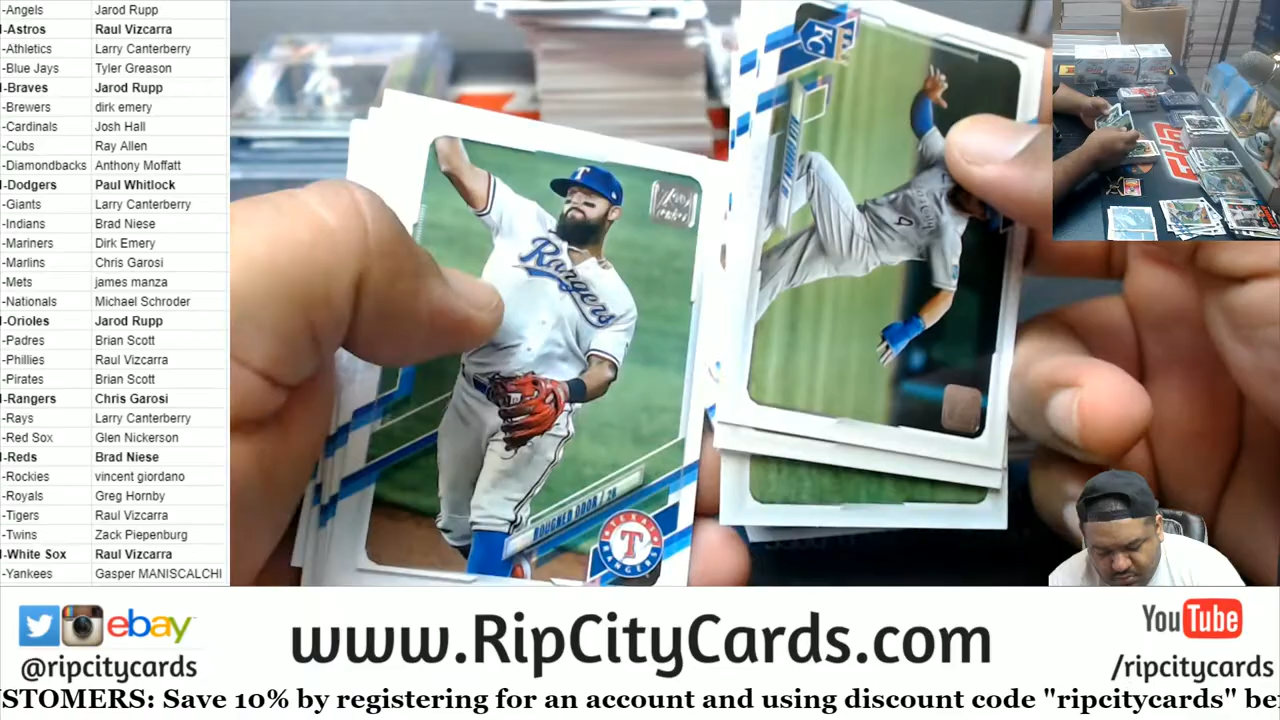 -Angels Jarod Rupp
-Astros Raul Vizcarra
-Athletics Larry Canterberry
-Blue Jays Tyler Greason
-Braves Jarod Rupp
-Brewers dirk emery
-Cardinals Josh Hall
-Cubs Ray Allen
-Diamondbacks Anthony Moffatt
-Dodgers Paul Whitlock
-Giants Larry Canterberry
-Indians Brad Niese
-Mariners Dirk Emery
-Marlins Chris Garosi
-Mets james manza
-Nationals Michael Schroder
-Orioles Jarod Rupp
-Padres Brian Scott
-Phillies Raul Vizcarra
-Pirates Brian Scott
-Rangers Chris Garosi
-Rays Larry Canterberry
-Red Sox Glen Nickerson
-Reds Brad Niese
-Rockies vincent giordano
-Royals Greg Hornby
-Tigers Raul Vizcarra
-Twins Zack Piepenburg
-White Sox Raul Vizcarra
-Yankees Gasper MANISCALCHI
T
Rangers
ROUGNED ODOR / 2B
TEXAS
T
RANGERS
KC
4
ebay
@ripcitycards
www.RipCityCards.com
YouTube
/ripcitycards
USTOMERS: Save 10% by registering for an account and using discount code "ripcitycards" be